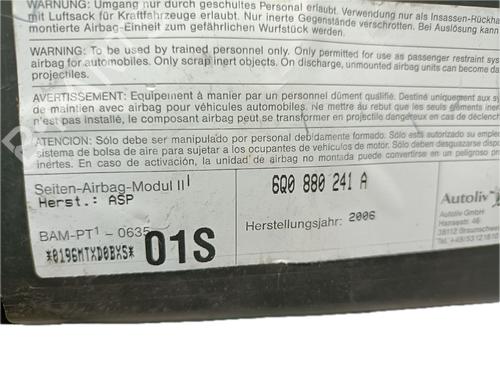 WARNUNG: Umgang nur durch geschultes Personal erlaubt. Verwendung nur als Insassen-Rückha
mit Luftsack für Kraftfahrzeuge erlaubt. Nur inerte Gegenstände verschrotten. Bei Auslösung kann
montierte Airbag-Einheit zum gefährlichen Wurfstück werden.
WARNING: To be used by trained personnel only. Only permitted for use as passenger restraint sys
airbag for automobiles. Only scrap inert objects. On discharge, unmounted airbag units can become dan
projectiles.
AVERTISSEMENT: Equipement à manier par un personnel dûment qualifié. Destiné uniquement aux s
de maintien avec airbag pour véhicules automobiles. Ne mettre au rebut que les seuls éléments iner
n'est pas installé, le composant airbag peut se transformer en projectile dangereux en cas de déclench
ATENCION: Sólo debe ser manipulado por personal debidamente formado. Sólo está autorizado su empleo
sistema de bolsa de aire para sujetar a los ocupantes de vehículos de motor. Sólo deben desguazarse dispo
inertes. En caso de activación, la unidad de airbag no montada puede convertirse en un peligroso pro
Seiten-Airbag-Modul II
6Q0 880 241 A
Autoliv
Herst.: ASP
Autoliv GmbH
Herstellungsjahr: 2006
BAM-PT¹ - 0635
01S
*0196MTXD0BXS*